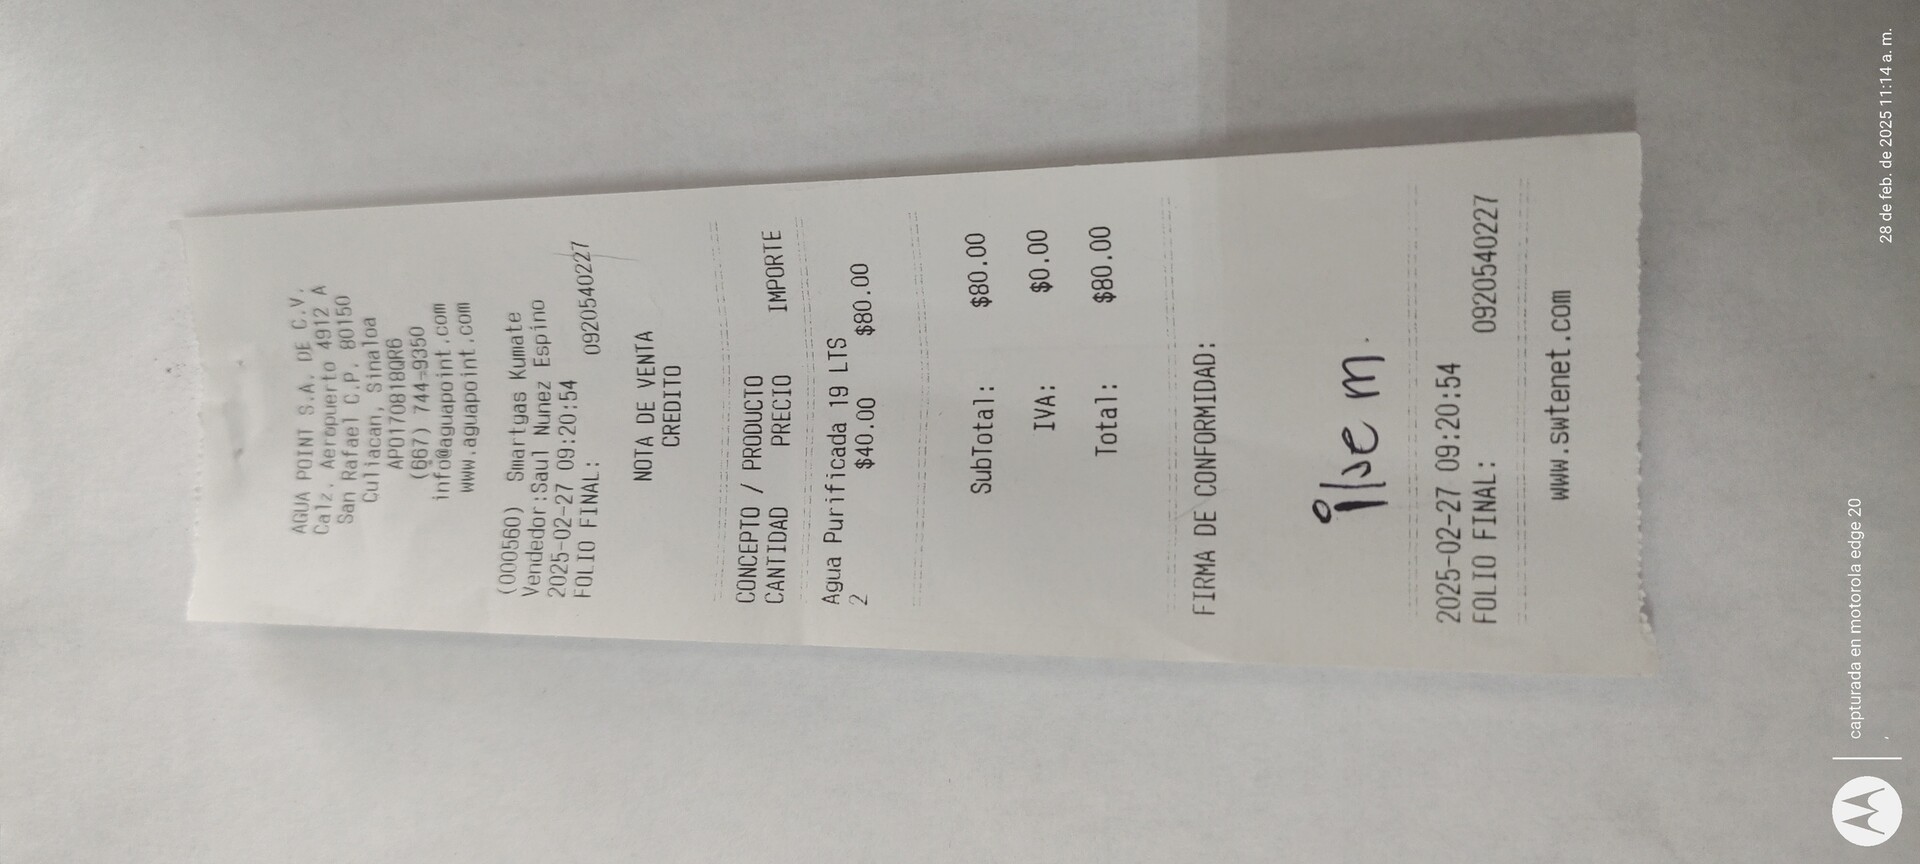 AGUA POINT S.A. DE C.V.
Calz. Aeropuerto 4912 A
San Rafael C.P. 80150
Culiacan, Sinaloa
APO170818QR6
(667) 744-9350
info@aguapoint.com
www.aguapoint.com
(000560) Smartgas Kumate
Vendedor:Saul Nunez Espino
2025-02-27 09:20:54
FOLIO FINAL: 0920540227
NOTA DE VENTA
CREDITO
CONCEPTO / PRODUCTO
CANTIDAD PRECIO IMPORTE
Agua Purificada 19 LTS
2 $40.00 $80.00
SubTotal: $80.00
IVA: $0.00
Total: $80.00
FIRMA DE CONFORMIDAD:
Ilse M.
2025-02-27 09:20:54
FOLIO FINAL: 0920540227
www.swtenet.com
capturada en motorola edge 20
28 de feb. de 2025 11:14 a. m.